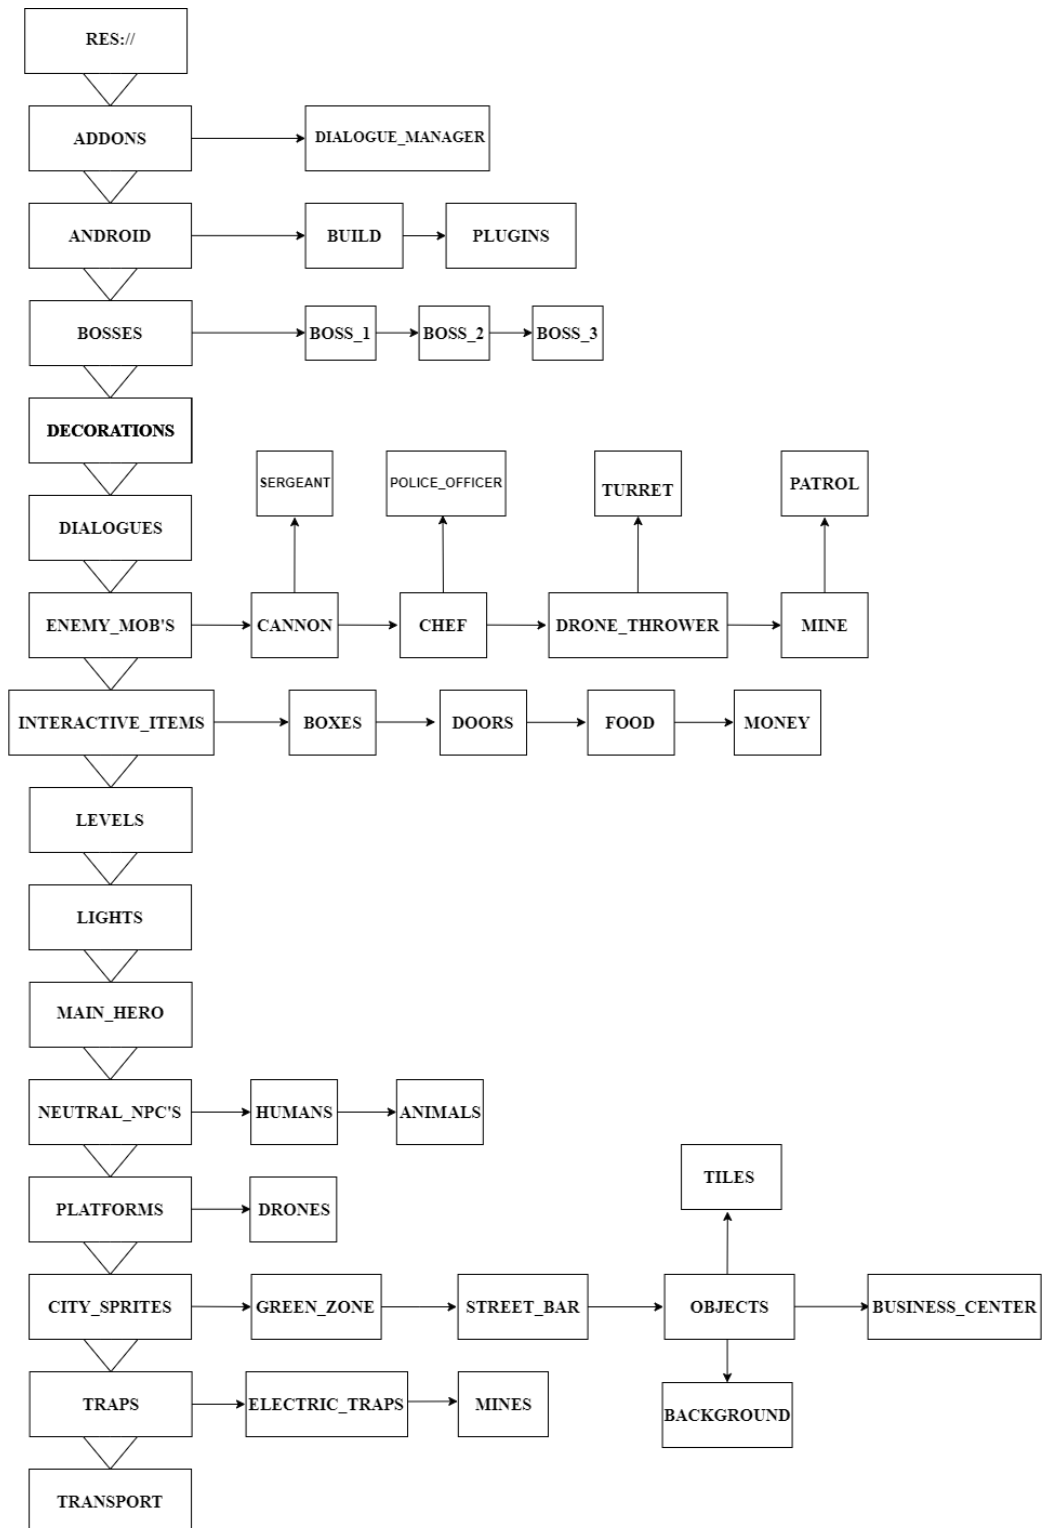 RES://
ADDONS
DIALOGUE_MANAGER
ANDROID
BUILD
PLUGINS
BOSSES
BOSS_1
BOSS_2
BOSS_3
DECORATIONS
SERGEANT
POLICE_OFFICER
TURRET
PATROL
DIALOGUES
ENEMY_MOB'S
CANNON
CHEF
DRONE_THROWER
MINE
INTERACTIVE_ITEMS
BOXES
DOORS
FOOD
MONEY
LEVELS
LIGHTS
MAIN_HERO
NEUTRAL_NPC'S
HUMANS
ANIMALS
TILES
PLATFORMS
DRONES
CITY_SPRITES
GREEN_ZONE
STREET_BAR
OBJECTS
BUSINESS_CENTER
TRAPS
ELECTRIC_TRAPS
MINES
BACKGROUND
TRANSPORT